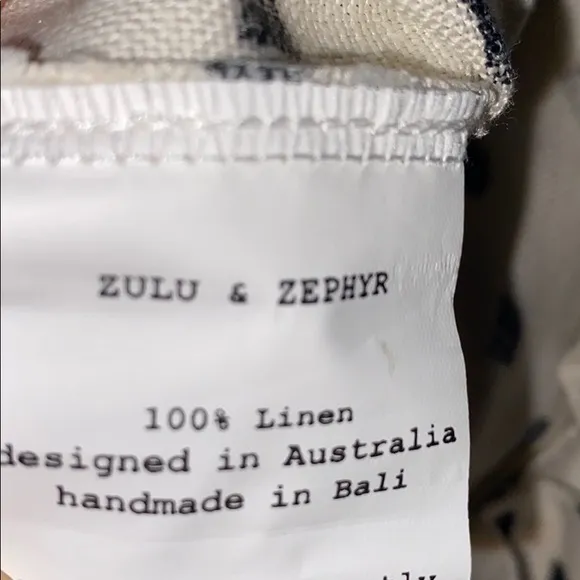 ZULU & ZEPHYR
100% Linen
designed in Australia
handmade in Bali